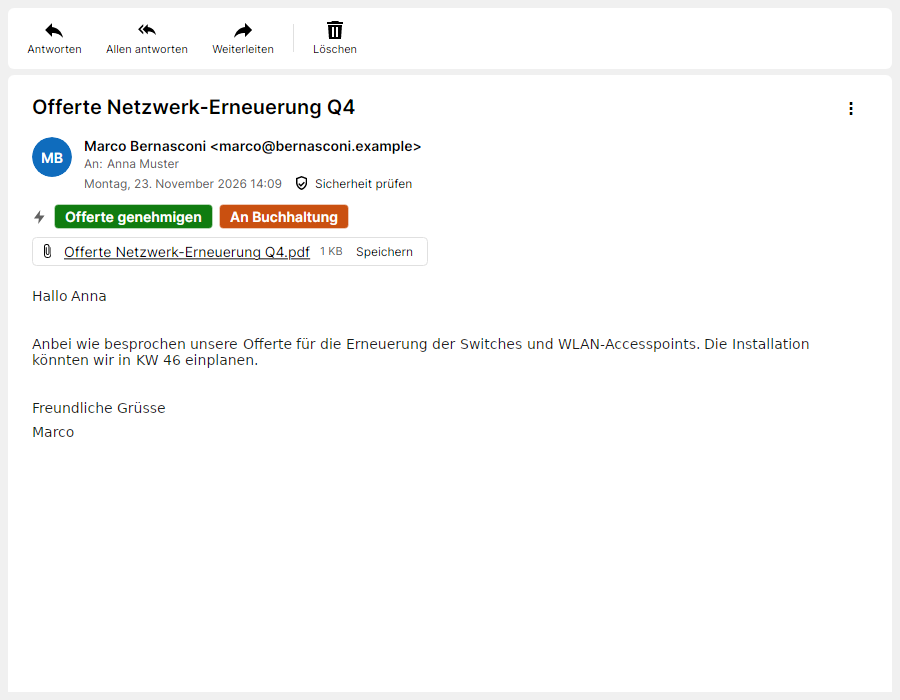 Antworten
Allen antworten
Weiterleiten
Löschen
Offerte Netzwerk-Erneuerung Q4
MB
Marco Bernasconi <marco@bernasconi.example>
An: Anna Muster
Montag, 23. November 2026 14:09
Sicherheit prüfen
Offerte genehmigen
An Buchhaltung
Offerte Netzwerk-Erneuerung Q4.pdf 1 KB Speichern
Hallo Anna
Anbei wie besprochen unsere Offerte für die Erneuerung der Switches und WLAN-Accesspoints. Die Installation
könnten wir in KW 46 einplanen.
Freundliche Grüsse
Marco